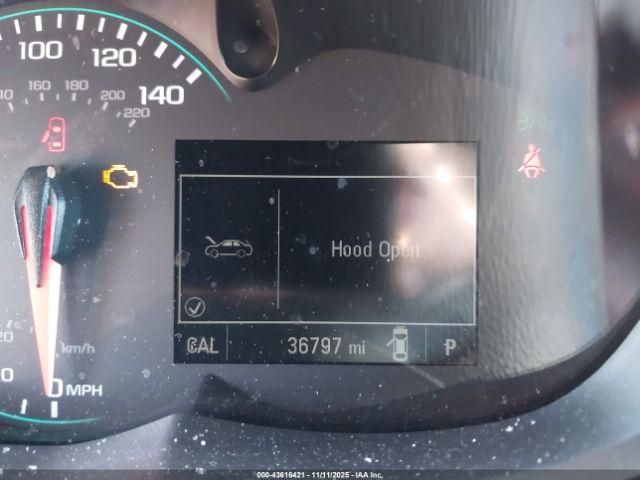 100
120
140
160
180
200
220
Hood Open
CAL
36797 mi
P
km/h
0 MPH
000-43616421 - 11/11/2025 - IAA Inc.